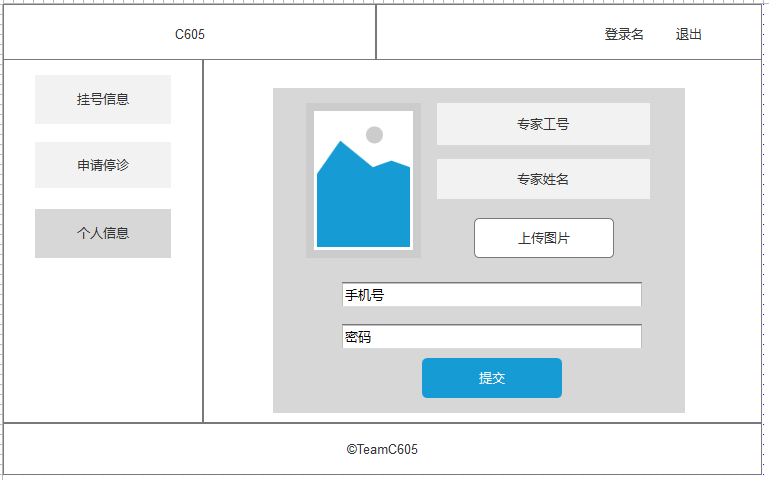 C605
登录名
退出
挂号信息
申请停诊
个人信息
专家工号
专家姓名
上传图片
手机号
密码
提交
©TeamC605